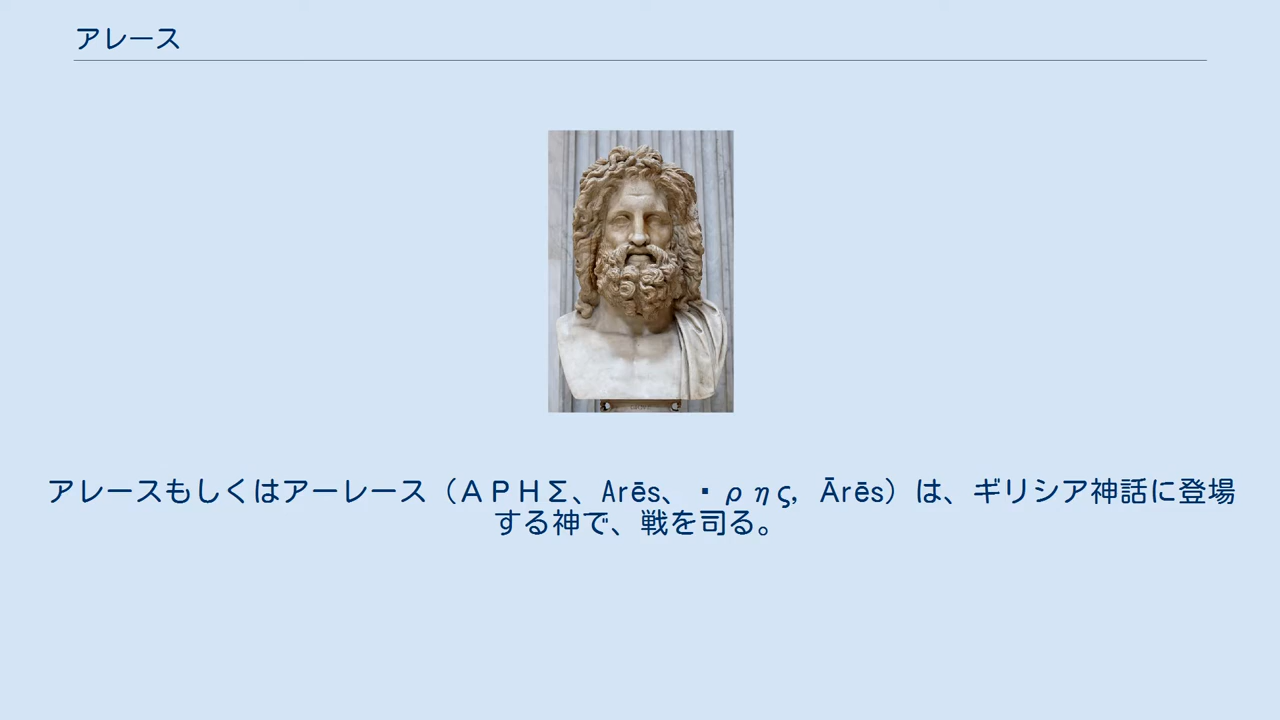 アレース
アレースもしくはアーレース（ΑΡΗΣ、Arēs、・ρης, Ārēs）は、ギリシア神話に登場
する神で、戦を司る。